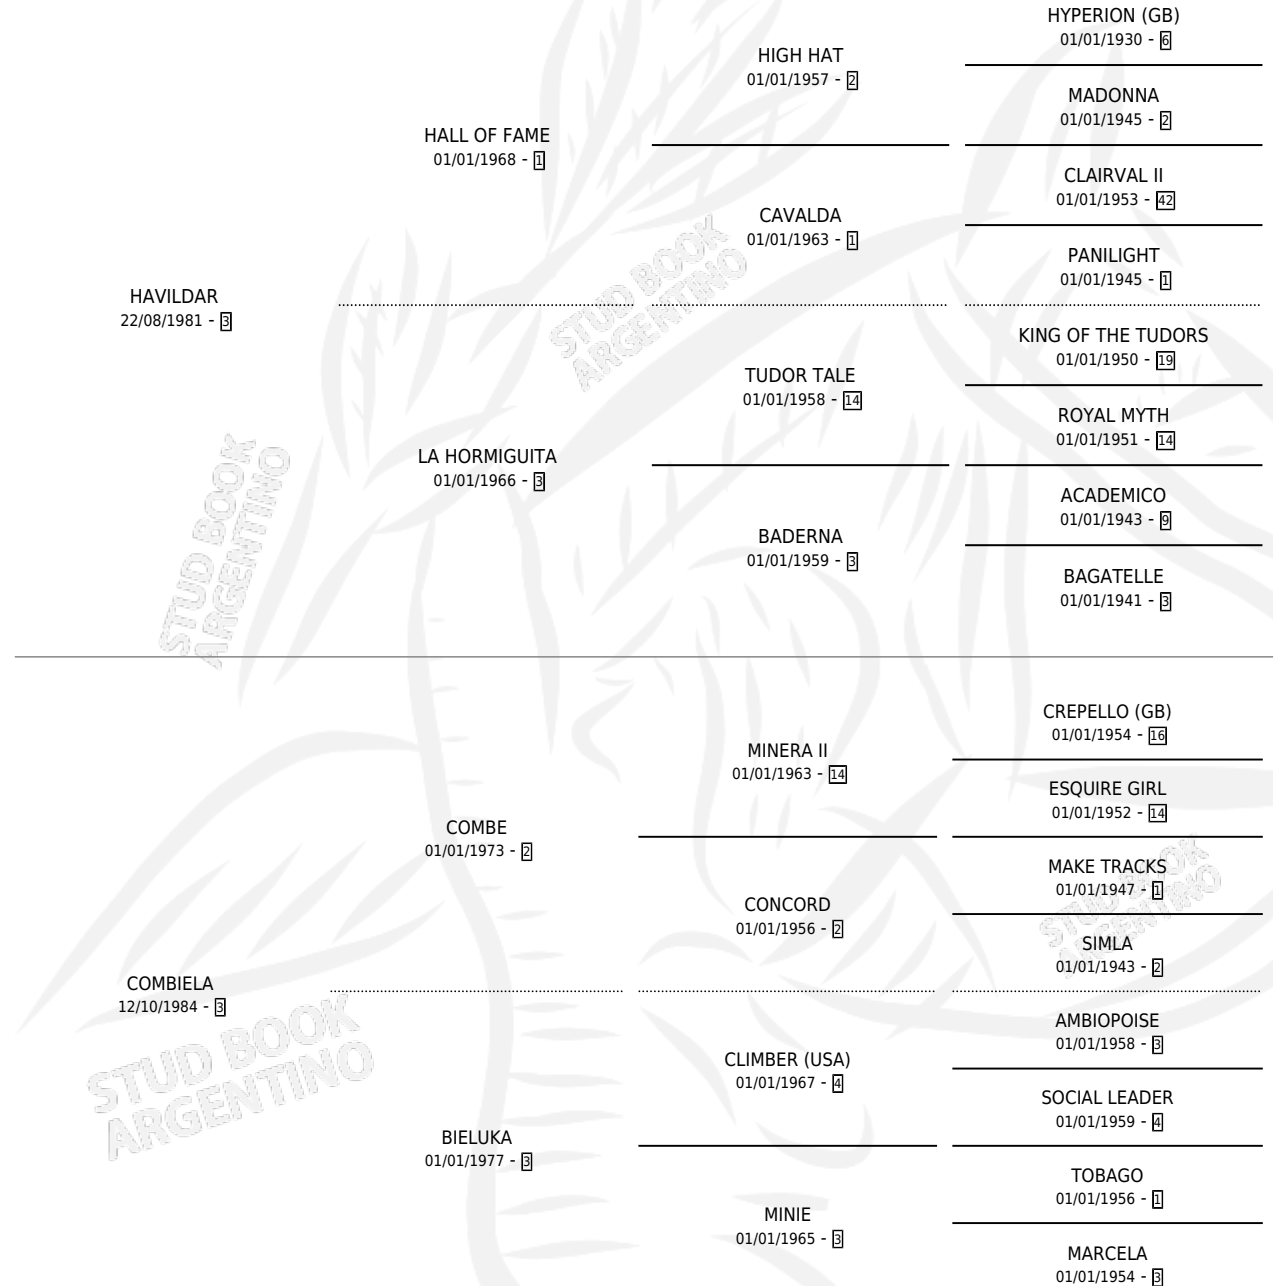 HYPERION (GB)
01/01/1930 - 6
HIGH HAT
01/01/1957 - 2
MADONNA
01/01/1945 - 2
HALL OF FAME
01/01/1968 - 1
CLAIRVAL II
01/01/1953 - 42
CAVALDA
01/01/1963 - 1
PANILIGHT
01/01/1945 - 1
HAVILDAR
22/08/1981 - 3
KING OF THE TUDORS
01/01/1950 - 19
TUDOR TALE
01/01/1958 - 14
ROYAL MYTH
01/01/1951 - 14
LA HORMIGUITA
01/01/1966 - 3
ACADEMICO
01/01/1943 - 9
BADERNA
01/01/1959 - 3
BAGATELLE
01/01/1941 - 3
STUD BOOK
ARGENTINO
STUD BOOK
ARGENTINO
CREPELLO (GB)
01/01/1954 - 16
MINERA II
01/01/1963 - 14
ESQUIRE GIRL
01/01/1952 - 14
COMBE
01/01/1973 - 2
MAKE TRACKS
01/01/1947 - 1
CONCORD
01/01/1956 - 2
SIMLA
01/01/1943 - 2
COMBIELA
12/10/1984 - 3
AMBIOPOISE
01/01/1958 - 3
CLIMBER (USA)
01/01/1967 - 4
SOCIAL LEADER
01/01/1959 - 4
BIELUKA
01/01/1977 - 3
TOBAGO
01/01/1956 - 1
MINIE
01/01/1965 - 3
MARCELA
01/01/1954 - 3
STUD BOOK
ARGENTINO
STUD BOOK
ARGENTINO